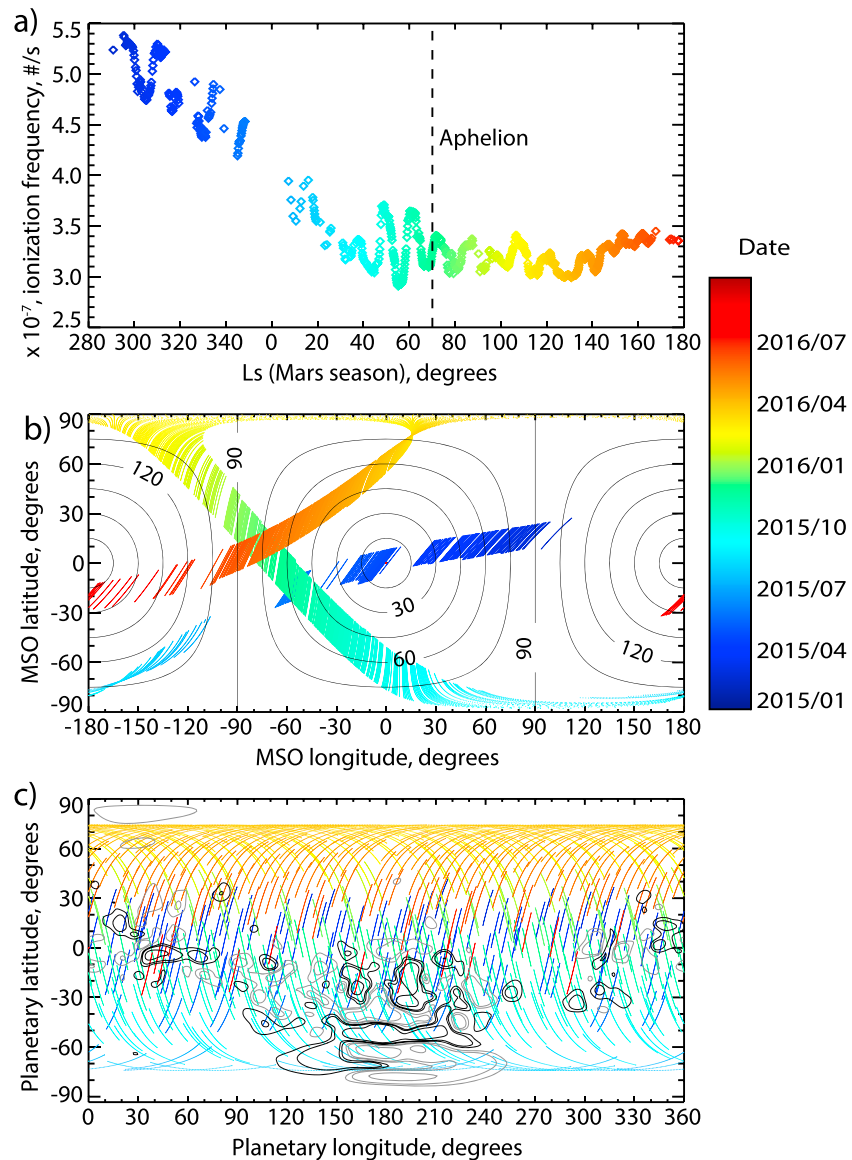 a)
x 10-7, ionization frequency, #/s
5.5
5.0
4.5
4.0
3.5
3.0
2.5
Aphelion
280 300 320 340 0 20 40 60 80 100 120 140 160 180
Ls (Mars season), degrees
Date
2016/07
2016/04
2016/01
2015/10
2015/07
2015/04
2015/01
b)
MSO latitude, degrees
90
60
30
0
-30
-60
-90
120
90
30
60
90
120
-180 -150 -120 -90 -60 -30 0 30 60 90 120 150 180
MSO longitude, degrees
c)
Planetary latitude, degrees
90
60
30
0
-30
-60
-90
0 30 60 90 120 150 180 210 240 270 300 330 360
Planetary longitude, degrees